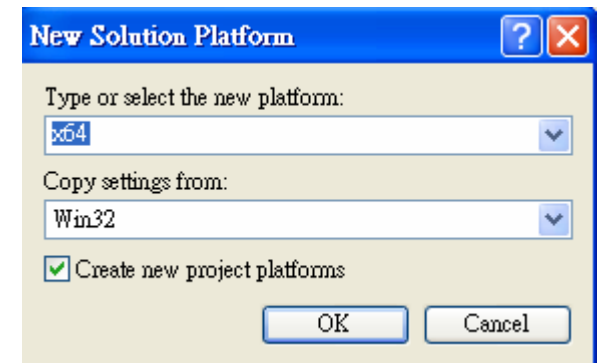 New Solution Platform
Type or select the new platform:
x64
Copy settings from:
Win32
Create new project platforms
OK Cancel